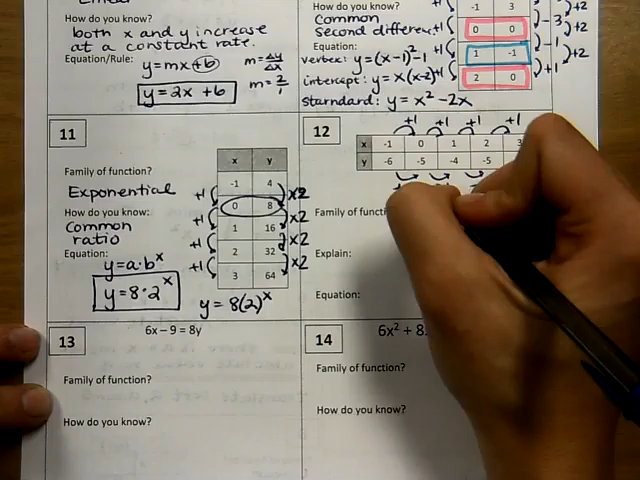 Linear
How do you know?
both x and y increase
at a constant rate.
Equation/Rule:
y=mx+b
m=Δy/Δx
m=2/1
y=2x+6
How do you know?
Common
second differen
Equation:
vertex: y=(x-1)²-1
intercept: y=x(x-2)
starndard: y=x²-2x
-1 3
0 0
1 -1
2 0
+1
+1
+1
-3
-1
+1
+2
+2
+2
11
Family of function?
Exponential
How do you know:
Common
ratio
Equation:
y=a·b^x
y=8·2^x
x y
-1 4
0 8
1 16
2 32
3 64
+1
+1
+1
+1
x2
x2
x2
x2
y=8(2)^x
12
+1 +1 +1 +1
x -1 0 1 2 3
y -6 -5 -4 -5
Family of functi
Explain:
Equation:
13
6x – 9 = 8y
Family of function?
How do you know?
14
6x² + 8
Family of function?
How do you know?